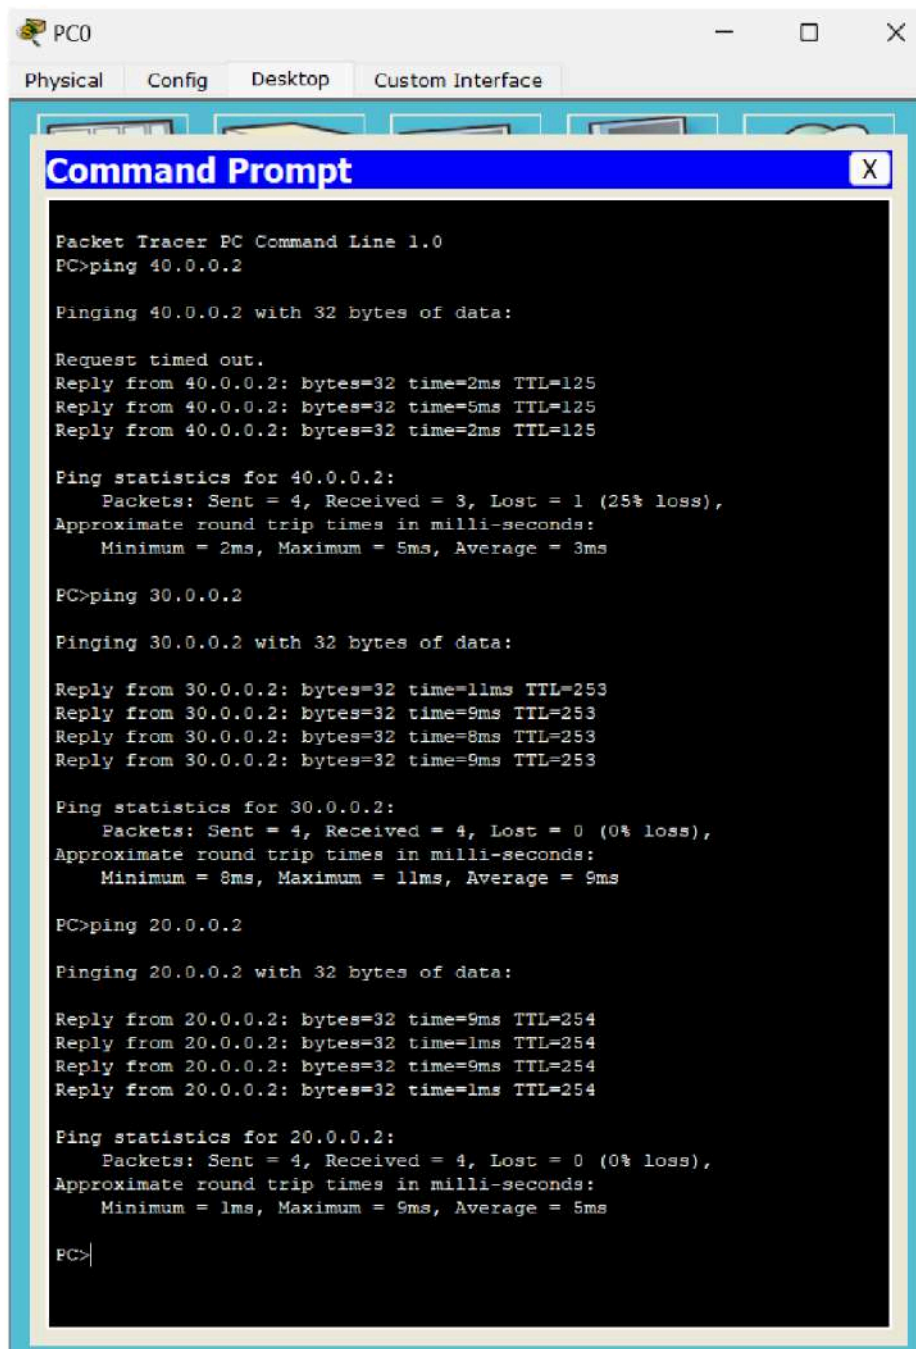 PC0
Physical Config Desktop Custom Interface
Command Prompt
X
Packet Tracer PC Command Line 1.0
PC>ping 40.0.0.2
Pinging 40.0.0.2 with 32 bytes of data:
Request timed out.
Reply from 40.0.0.2: bytes=32 time=2ms TTL=125
Reply from 40.0.0.2: bytes=32 time=5ms TTL=125
Reply from 40.0.0.2: bytes=32 time=2ms TTL=125
Ping statistics for 40.0.0.2:
Packets: Sent = 4, Received = 3, Lost = 1 (25% loss),
Approximate round trip times in milli-seconds:
Minimum = 2ms, Maximum = 5ms, Average = 3ms
PC>ping 30.0.0.2
Pinging 30.0.0.2 with 32 bytes of data:
Reply from 30.0.0.2: bytes=32 time=11ms TTL=253
Reply from 30.0.0.2: bytes=32 time=9ms TTL=253
Reply from 30.0.0.2: bytes=32 time=8ms TTL=253
Reply from 30.0.0.2: bytes=32 time=9ms TTL=253
Ping statistics for 30.0.0.2:
Packets: Sent = 4, Received = 4, Lost = 0 (0% loss),
Approximate round trip times in milli-seconds:
Minimum = 8ms, Maximum = 11ms, Average = 9ms
PC>ping 20.0.0.2
Pinging 20.0.0.2 with 32 bytes of data:
Reply from 20.0.0.2: bytes=32 time=9ms TTL=254
Reply from 20.0.0.2: bytes=32 time=1ms TTL=254
Reply from 20.0.0.2: bytes=32 time=9ms TTL=254
Reply from 20.0.0.2: bytes=32 time=1ms TTL=254
Ping statistics for 20.0.0.2:
Packets: Sent = 4, Received = 4, Lost = 0 (0% loss),
Approximate round trip times in milli-seconds:
Minimum = 1ms, Maximum = 9ms, Average = 5ms
PC>